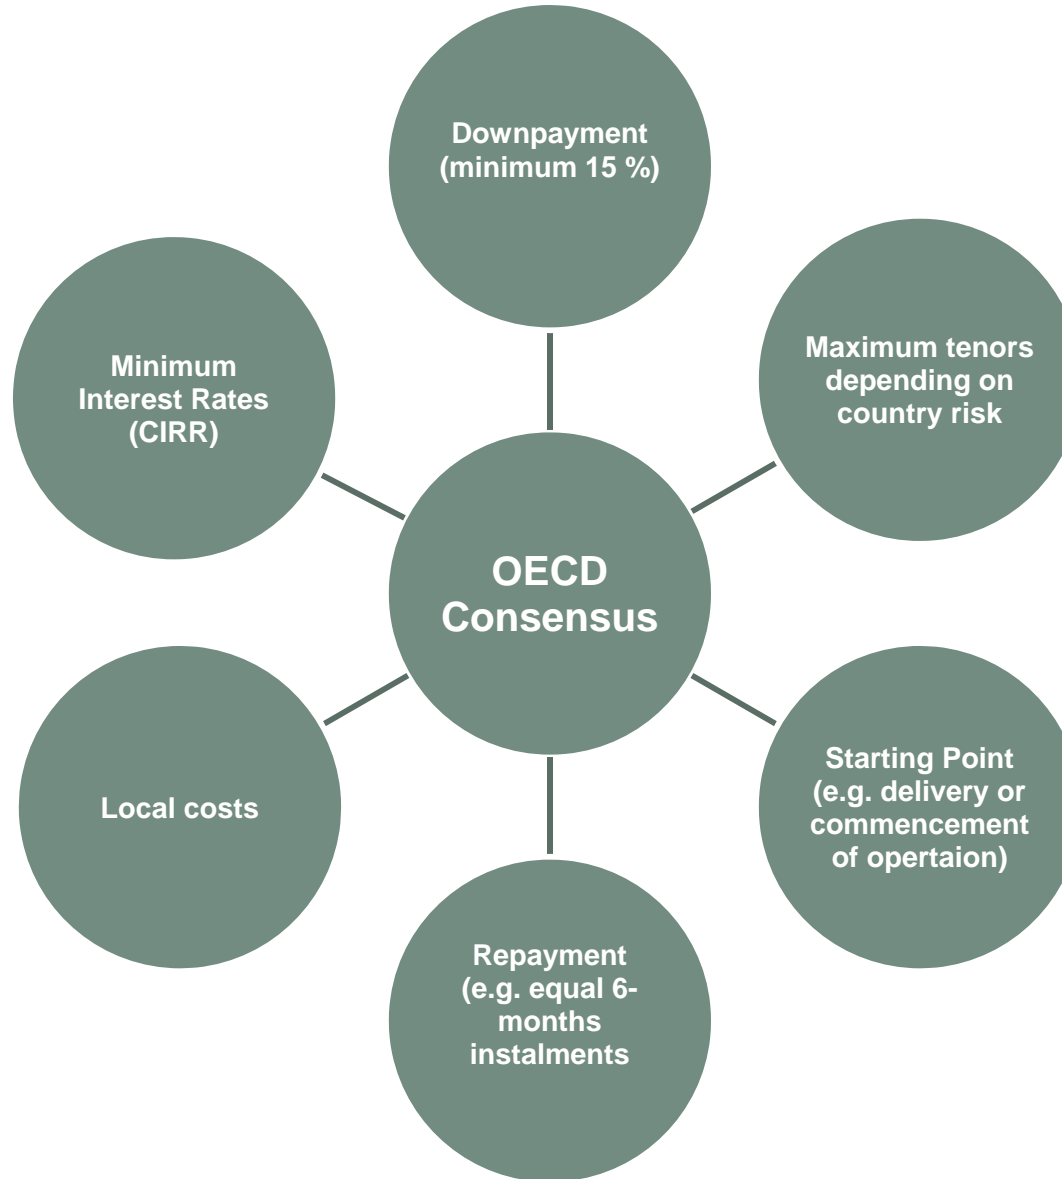 Downpayment
(minimum 15 %)
Maximum tenors
depending on
country risk
Minimum
Interest Rates
(CIRR)
OECD
Consensus
Starting Point
(e.g. delivery or
commencement
of opertaion)
Local costs
Repayment
(e.g. equal 6-
months
instalments